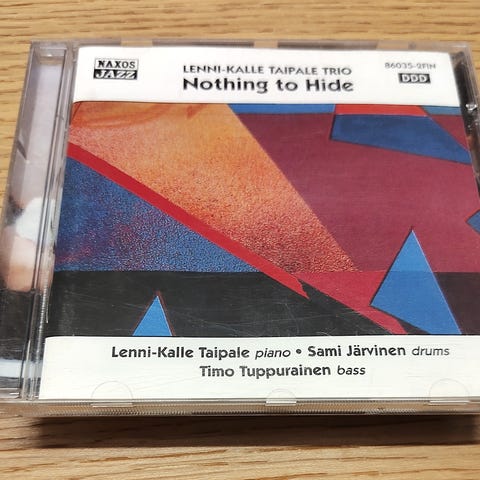 NAXOS
JAZZ
LENNI-KALLE TAIPALE TRIO
Nothing to Hide
86035-2FIN
DDD
Lenni-Kalle Taipale piano • Sami Järvinen drums
Timo Tuppurainen bass